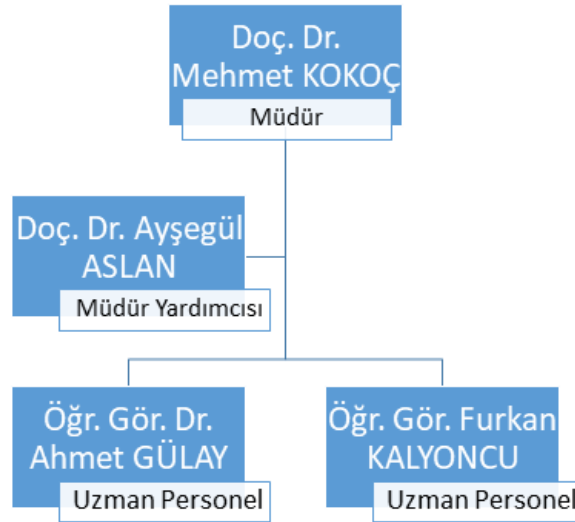 Doç. Dr.
Mehmet KOKOÇ
Müdür
Doç. Dr. Ayşegül
ASLAN
Müdür Yardımcısı
Öğr. Gör. Dr.
Ahmet GÜLAY
Uzman Personel
Öğr. Gör. Furkan
KALYONCU
Uzman Personel